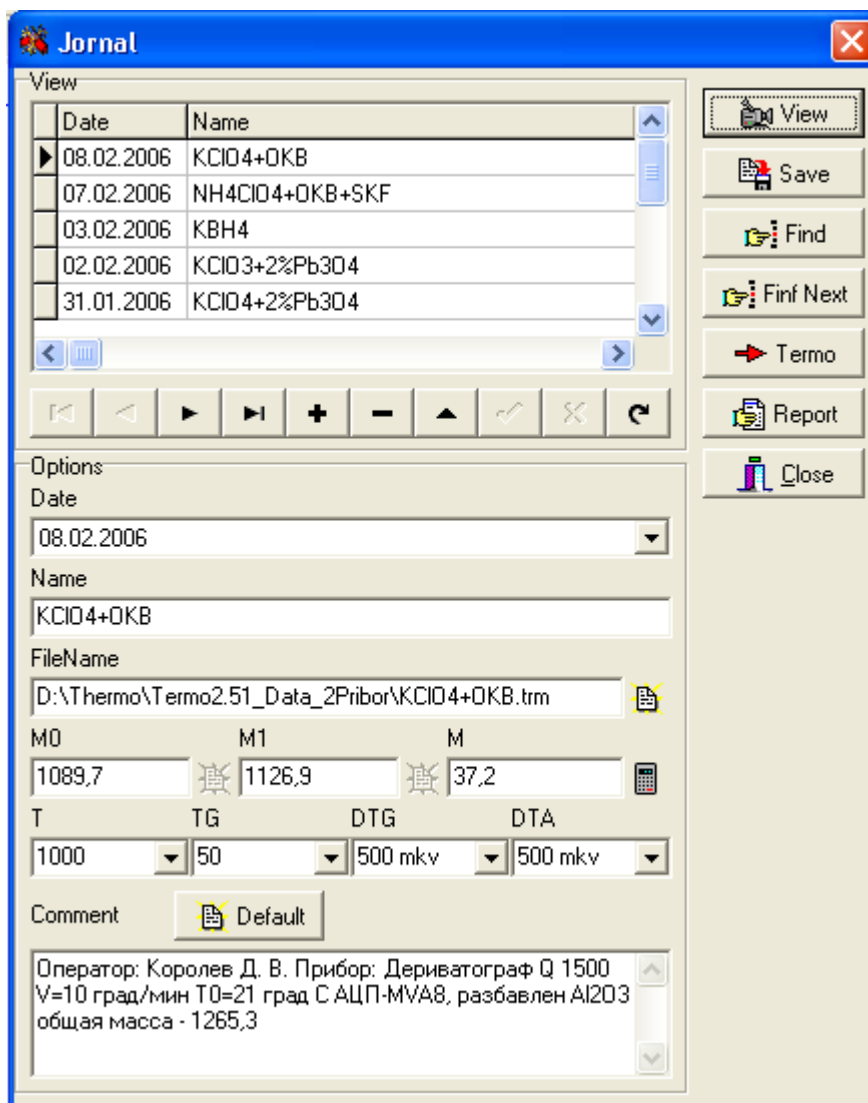 Jornal
View
Date Name
08.02.2006 KClO4+OKB
07.02.2006 NH4ClO4+OKB+SKF
03.02.2006 KBH4
02.02.2006 KClO3+2%Pb3O4
31.01.2006 KClO4+2%Pb3O4
View
Save
Find
Finf Next
Termo
Report
Close
Options
Date
08.02.2006
Name
KClO4+OKB
FileName
D:\Thermo\Termo2.51_Data_2Pribor\KClO4+OKB.trm
M0 M1 M
1089,7 1126,9 37,2
T TG DTG DTA
1000 50 500 mkv 500 mkv
Comment Default
Оператор: Королев Д. В. Прибор: Дериватограф Q 1500
V=10 град/мин T0=21 град С АЦП-MVA8, разбавлен Al2O3
общая масса - 1265,3